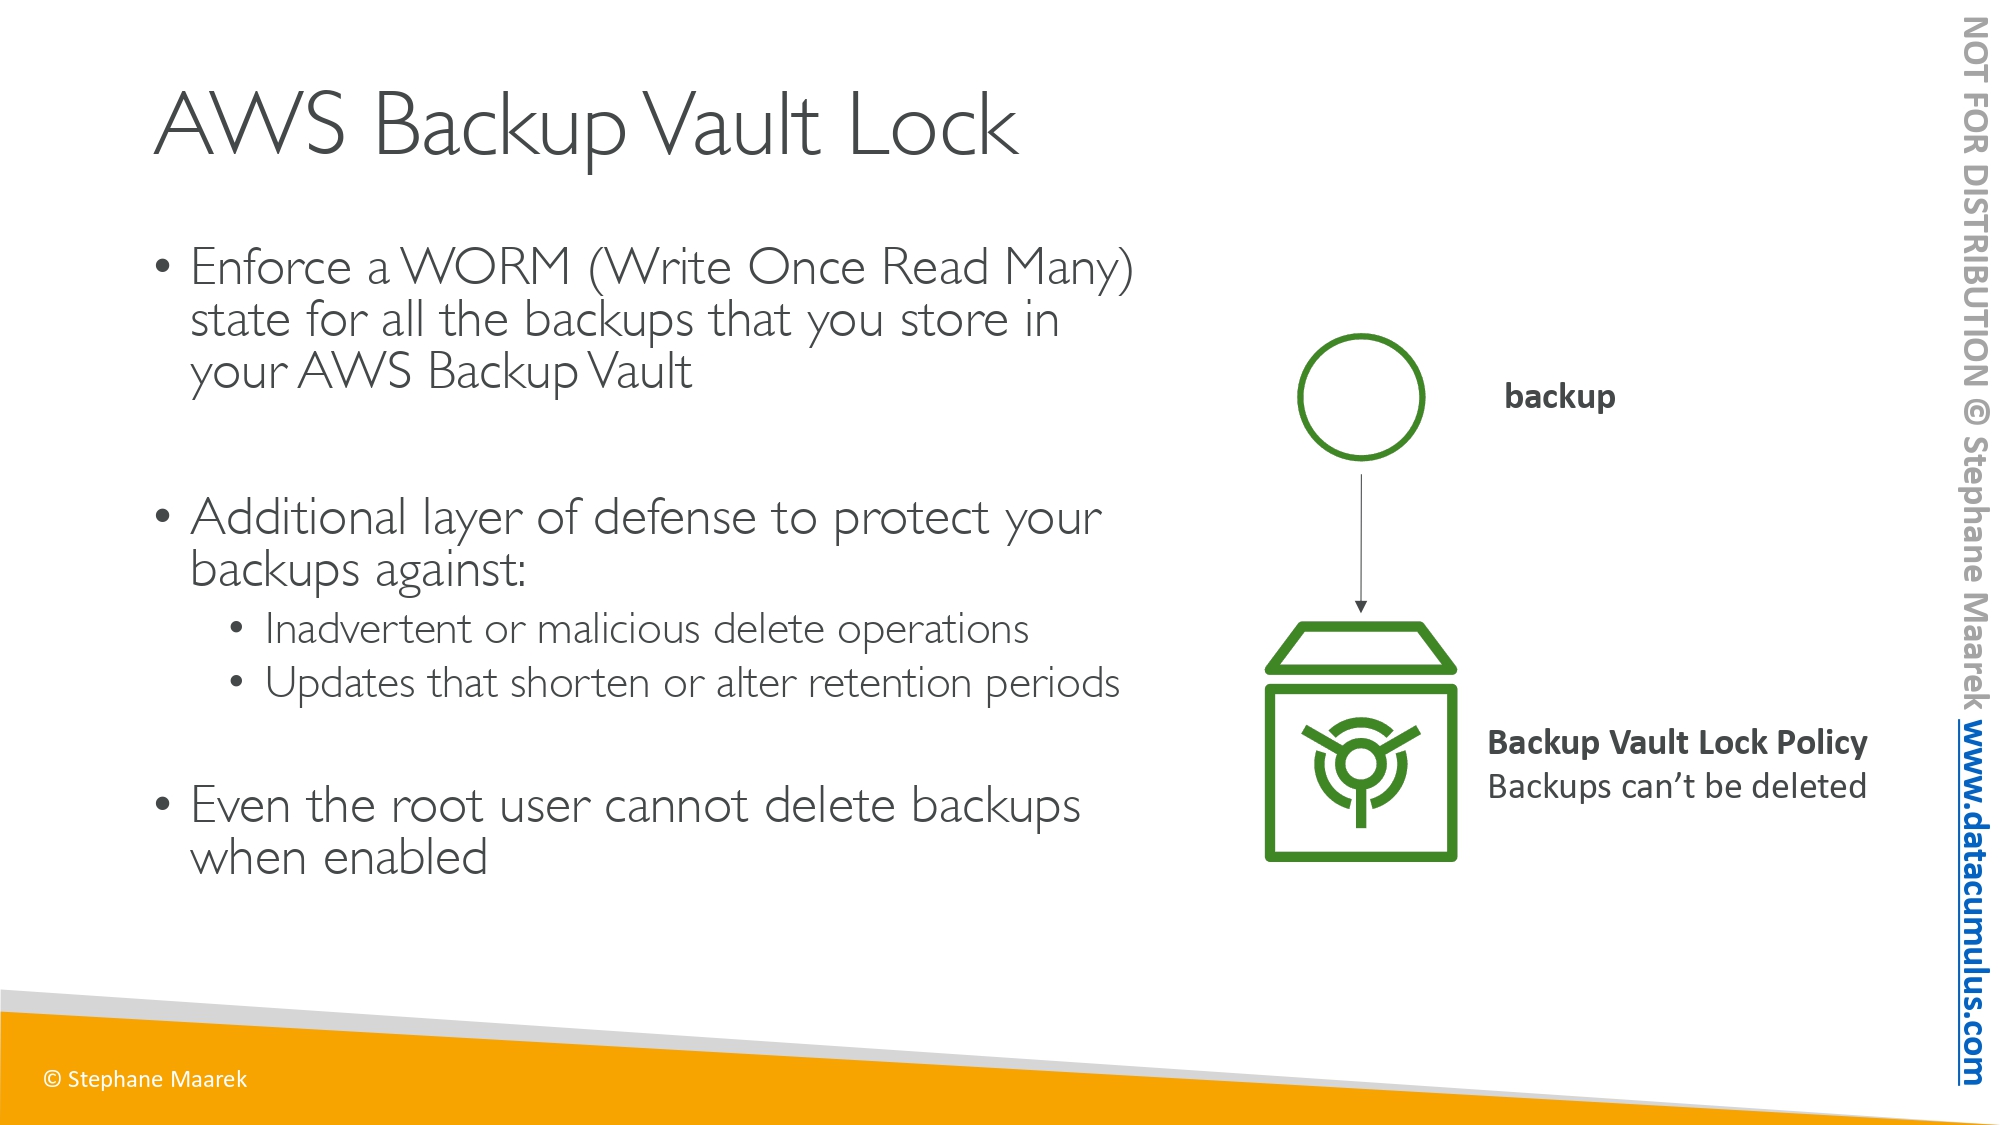 AWS Backup Vault Lock
• Enforce a WORM (Write Once Read Many)
state for all the backups that you store in
your AWS Backup Vault
• Additional layer of defense to protect your
backups against:
• Inadvertent or malicious delete operations
• Updates that shorten or alter retention periods
• Even the root user cannot delete backups
when enabled
backup
Backup Vault Lock Policy
Backups can’t be deleted
© Stephane Maarek
NOT FOR DISTRIBUTION © Stephane Maarek www.datacumulus.com